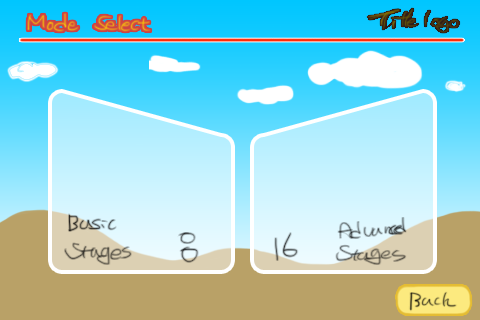 Mode Select
Title logo
Basic
Stages 8
16 Advanced
Stages
Back